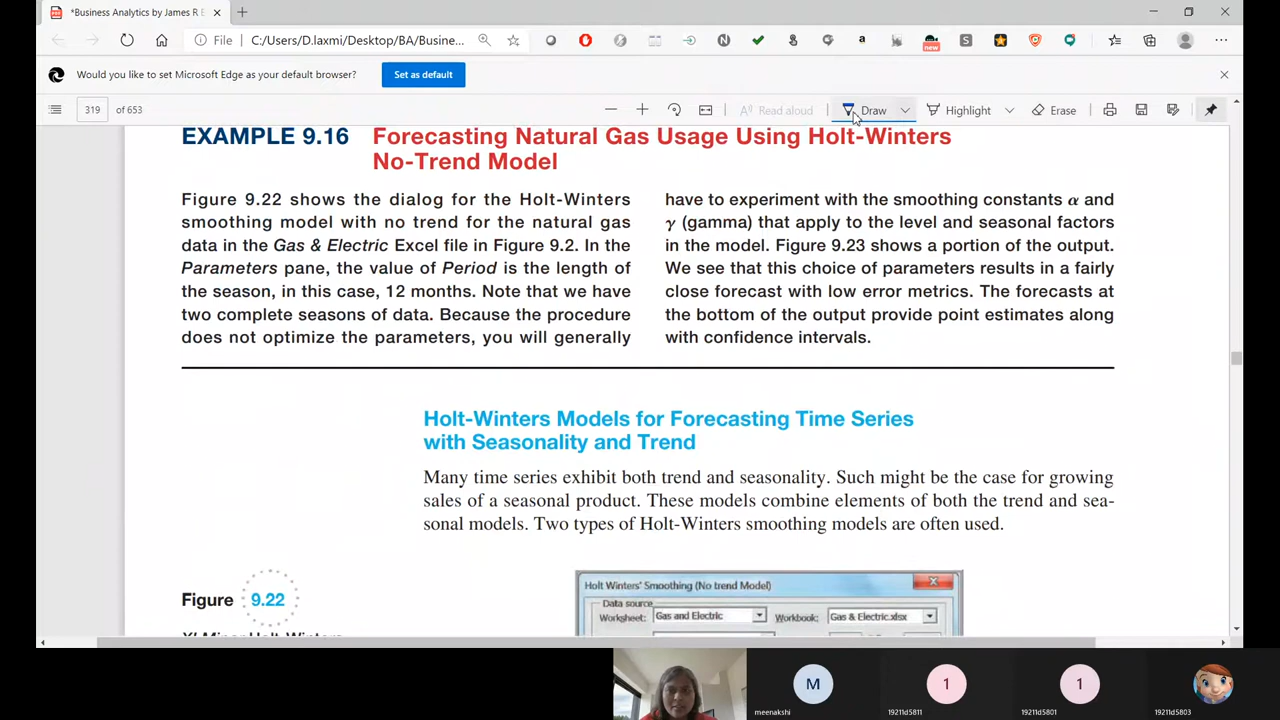 *Business Analytics by James R E
File
C:/Users/D.laxmi/Desktop/BA/Busine...
new
Would you like to set Microsoft Edge as your default browser?
Set as default
319 of 653
Read aloud
Draw
Highlight
Erase
EXAMPLE 9.16 Forecasting Natural Gas Usage Using Holt-Winters
No-Trend Model
Figure 9.22 shows the dialog for the Holt-Winters
smoothing model with no trend for the natural gas
data in the Gas & Electric Excel file in Figure 9.2. In the
Parameters pane, the value of Period is the length of
the season, in this case, 12 months. Note that we have
two complete seasons of data. Because the procedure
does not optimize the parameters, you will generally
have to experiment with the smoothing constants α and
γ (gamma) that apply to the level and seasonal factors
in the model. Figure 9.23 shows a portion of the output.
We see that this choice of parameters results in a fairly
close forecast with low error metrics. The forecasts at
the bottom of the output provide point estimates along
with confidence intervals.
Holt-Winters Models for Forecasting Time Series
with Seasonality and Trend
Many time series exhibit both trend and seasonality. Such might be the case for growing
sales of a seasonal product. These models combine elements of both the trend and sea-
sonal models. Two types of Holt-Winters smoothing models are often used.
Figure 9.22
Holt Winters' Smoothing (No trend Model)
Data source
Worksheet: Gas and Electric Workbook: Gas & Electric.xlsx
M
meenakshi
1
19211d5811
1
19211d5801
19211d5803